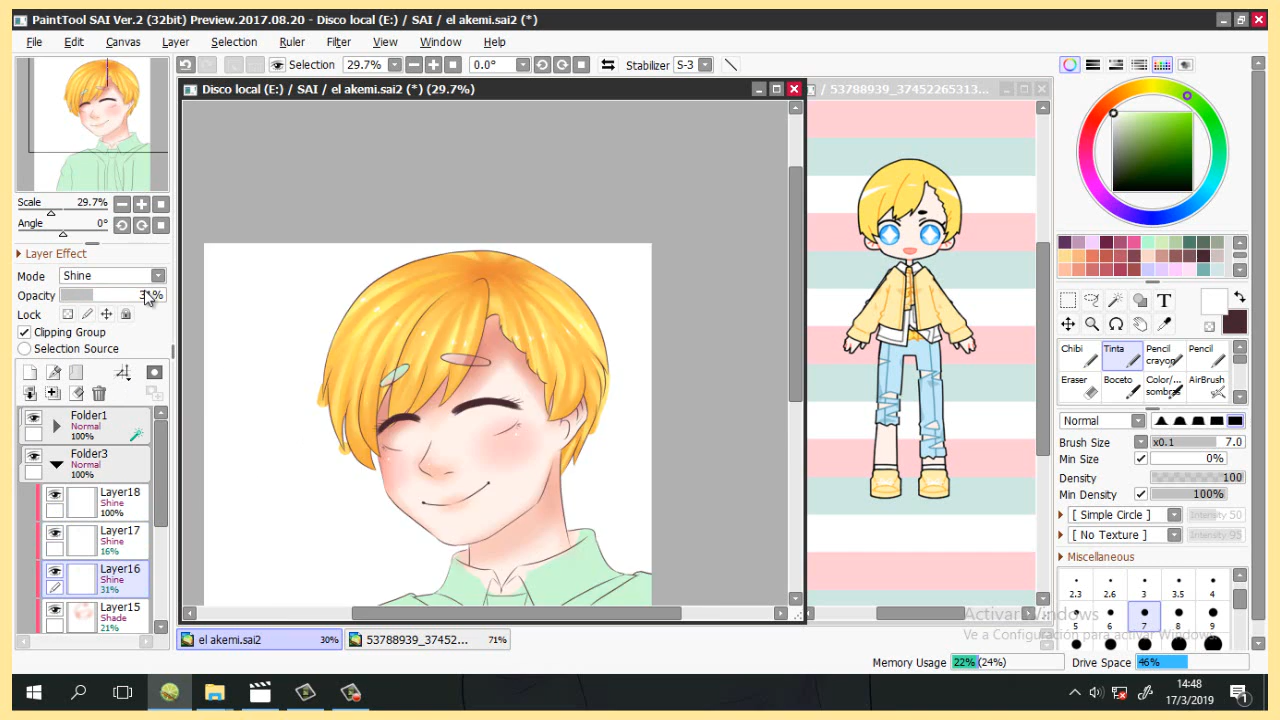 PaintTool SAI Ver.2 (32bit) Preview.2017.08.20 - Disco local (E:) / SAI / el akemi.sai2 (*)
File Edit Canvas Layer Selection Ruler Filter View Window Help
Selection 29.7% 0.0° Stabilizer S-3
Disco local (E:) / SAI / el akemi.sai2 (*) (29.7%)
/ 53788939_37452265313...
Scale 29.7%
Angle 0°
Layer Effect
Mode Shine
Opacity 31%
Lock
Clipping Group
Selection Source
Folder1
Normal
100%
Folder3
Normal
100%
Layer18
Shine
100%
Layer17
Shine
16%
Layer16
Shine
31%
Layer15
Shade
21%
T
Chibi Tinta Pencil crayon Pencil
Eraser Boceto Color/... sombras AirBrush
Normal
Brush Size x0.1 7.0
Min Size 0%
Density 100
Min Density 100%
[ Simple Circle ] Intensity 50
[ No Texture ] Intensity 95
Miscellaneous
2.3 2.6 3 3.5 4
5 6 7 8 9
Activar Windows
Ve a Configuración para activar Windows.
el akemi.sai2 30% 53788939_37452... 71%
Memory Usage 22% (24%) Drive Space 46%
14:48
17/3/2019
1